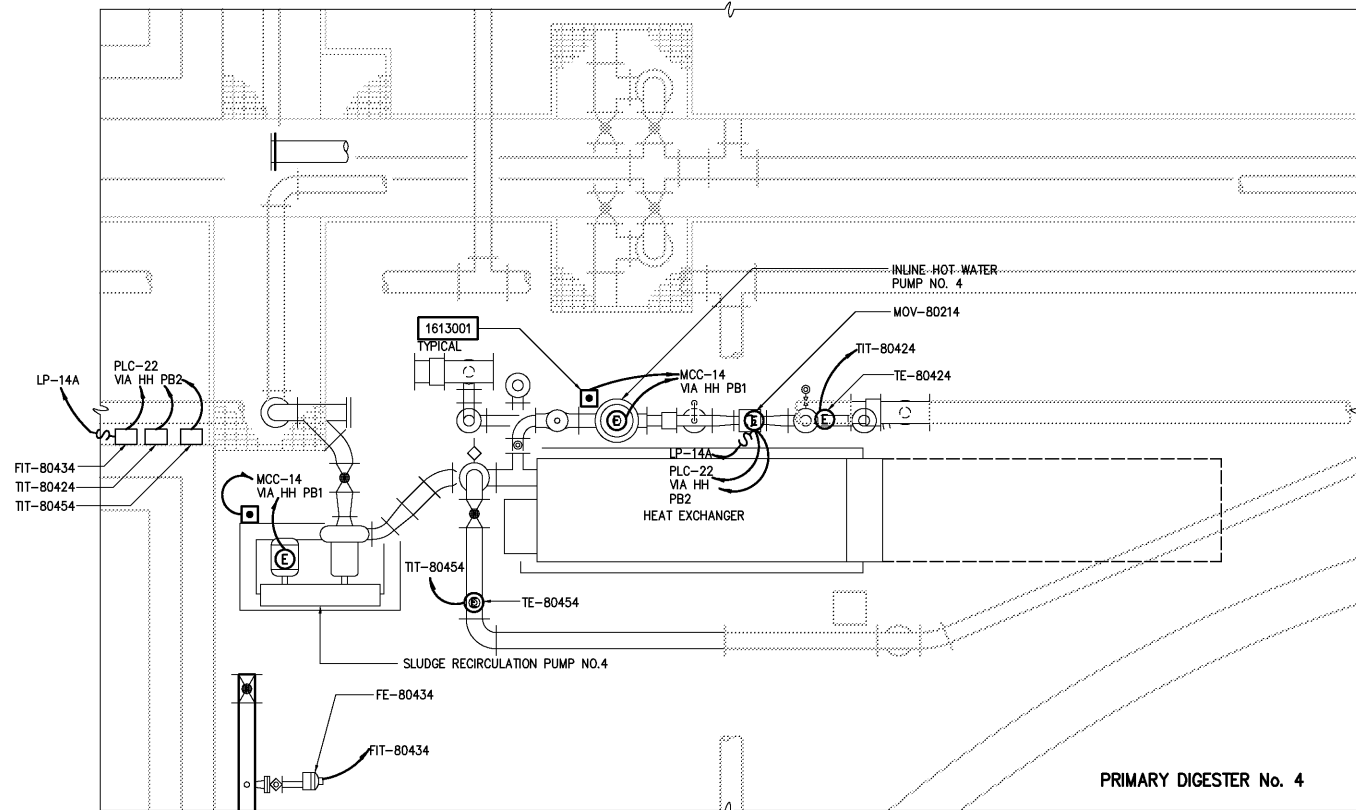 INLINE HOT WATER
PUMP NO. 4
MOV-80214
1613001
TYPICAL
TIT-80424
TE-80424
LP-14A
PLC-22
VIA HH PB2
MCC-14
VIA HH PB1
E
E
E
FIT-80434
TIT-80424
TIT-80454
LP-14A
PLC-22
VIA HH
PB2
HEAT EXCHANGER
MCC-14
VIA HH PB1
E
TIT-80454
E
TE-80454
SLUDGE RECIRCULATION PUMP NO.4
FE-80434
FIT-80434
PRIMARY DIGESTER No. 4